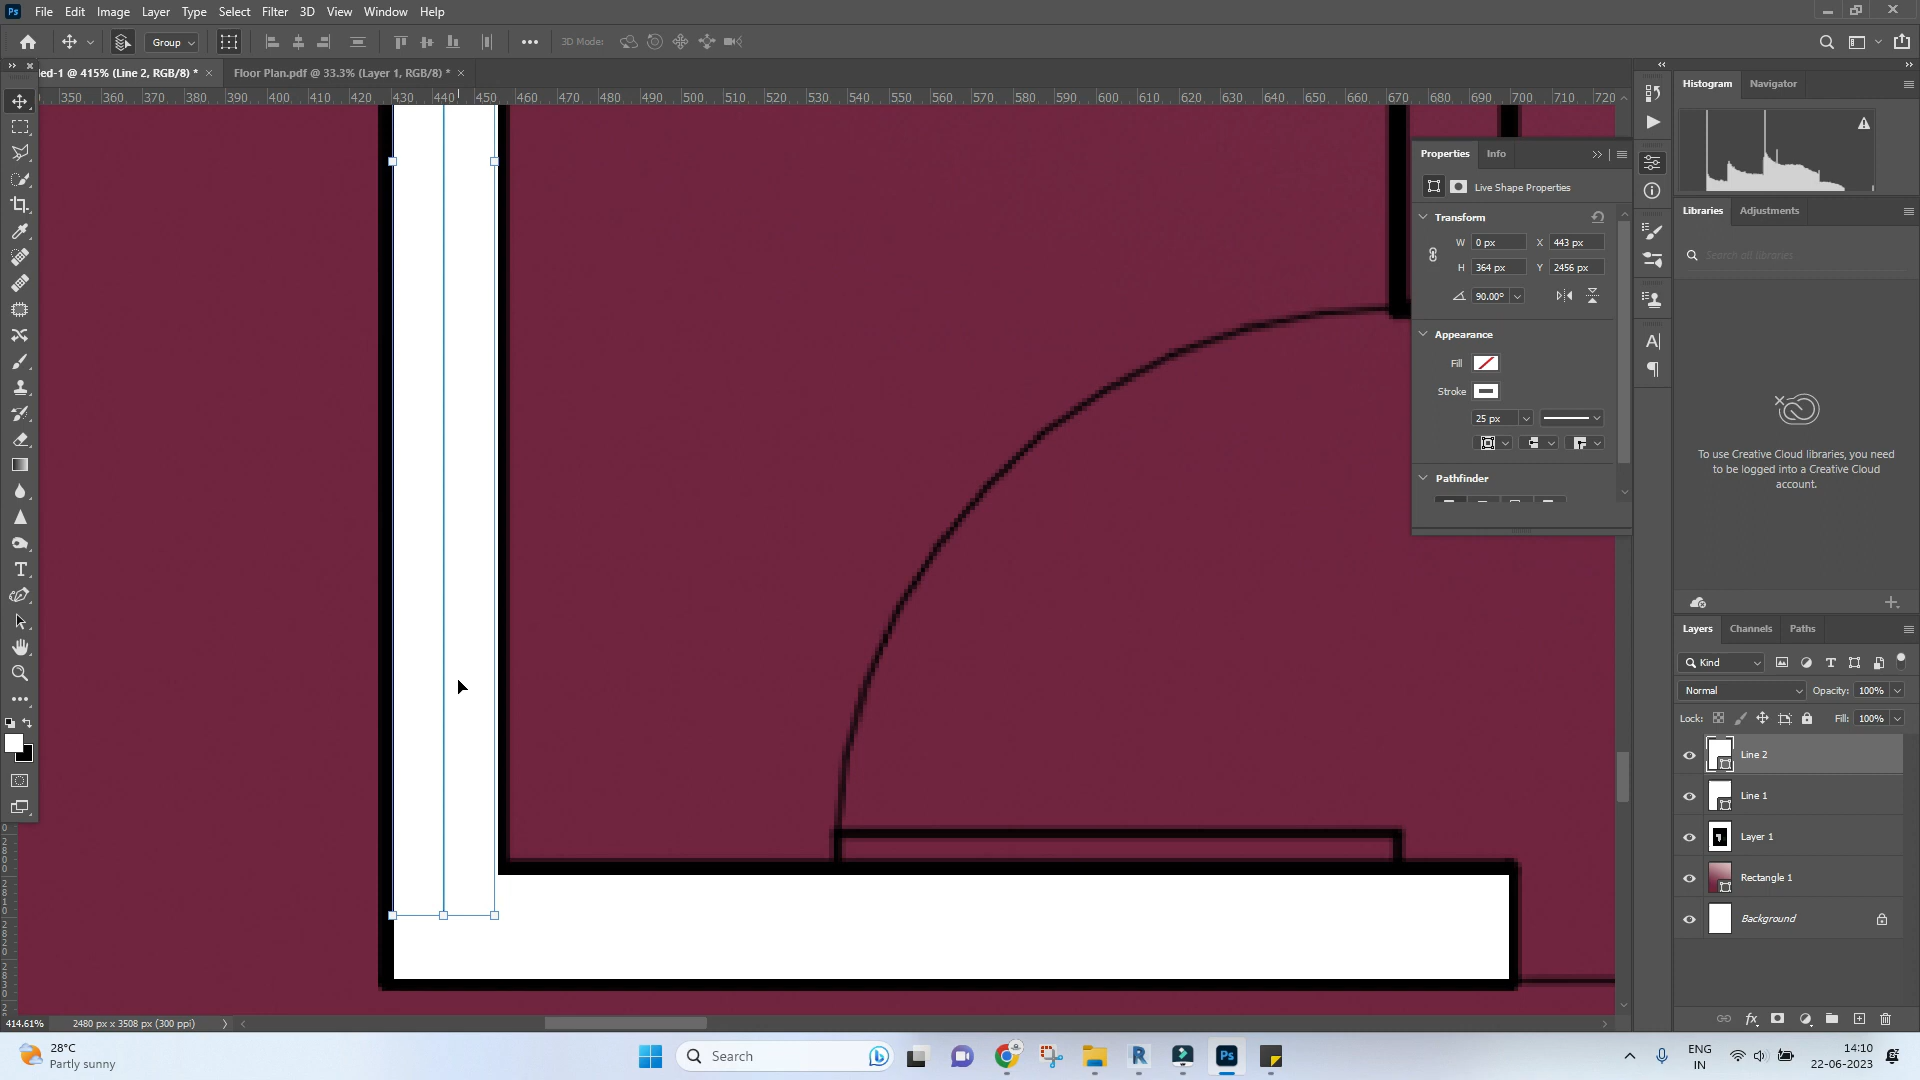 Ps File Edit Image Layer Type Select Filter 3D View Window Help
Group 3D Mode:
led-1 @ 415% (Line 2, RGB/8) * × Floor Plan.pdf @ 33.3% (Layer 1, RGB/8) * ×
350 360 370 380 390 400 410 420 430 440 450 460 470 480 490 500 510 520 530 540 550 560 570 580 590 600 610 620 630 640 650 660 670 680 690 700 710 720
Histogram Navigator
Properties Info
Live Shape Properties
Transform
W 0 px X 443 px
H 364 px Y 2456 px
90.00°
Appearance
Fill
Stroke
25 px
Pathfinder
Libraries Adjustments
Search all libraries
To use Creative Cloud libraries, you need
to be logged into a Creative Cloud
account.
Layers Channels Paths
Kind
Normal Opacity: 100%
Lock: Fill: 100%
Line 2
Line 1
Layer 1
Rectangle 1
Background
414.61% 2480 px x 3508 px (300 ppi)
28°C
Partly sunny
Search
Ps
ENG
IN
14:10
22-06-2023